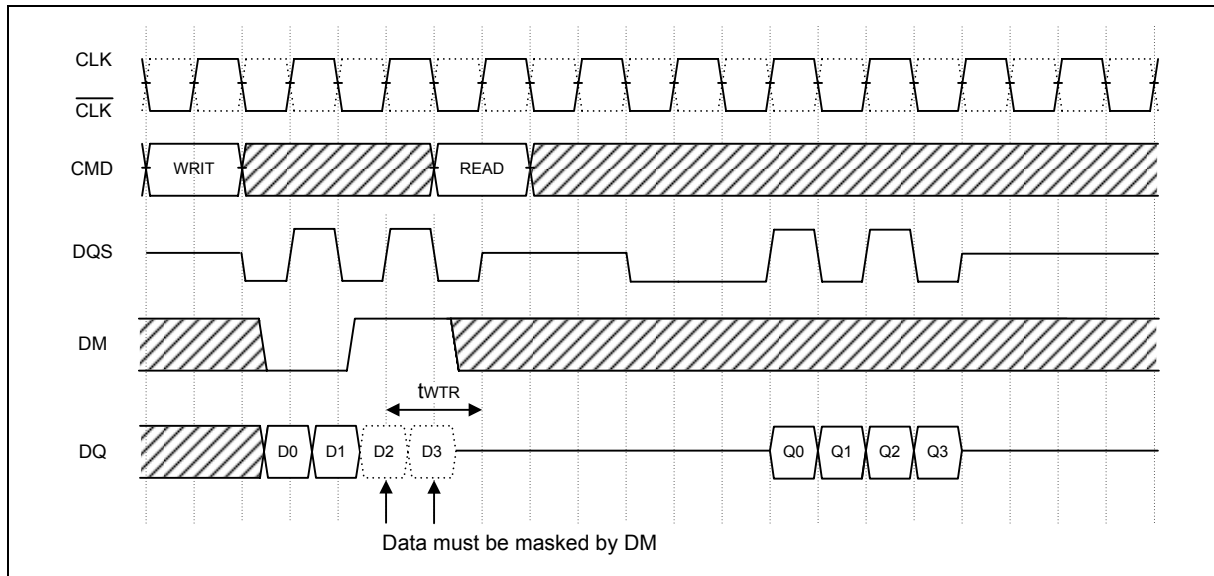 CLK
CLK
CMD WRIT READ
DQS
DM
tWTR
DQ D0 D1 D2 D3 Q0 Q1 Q2 Q3
Data must be masked by DM